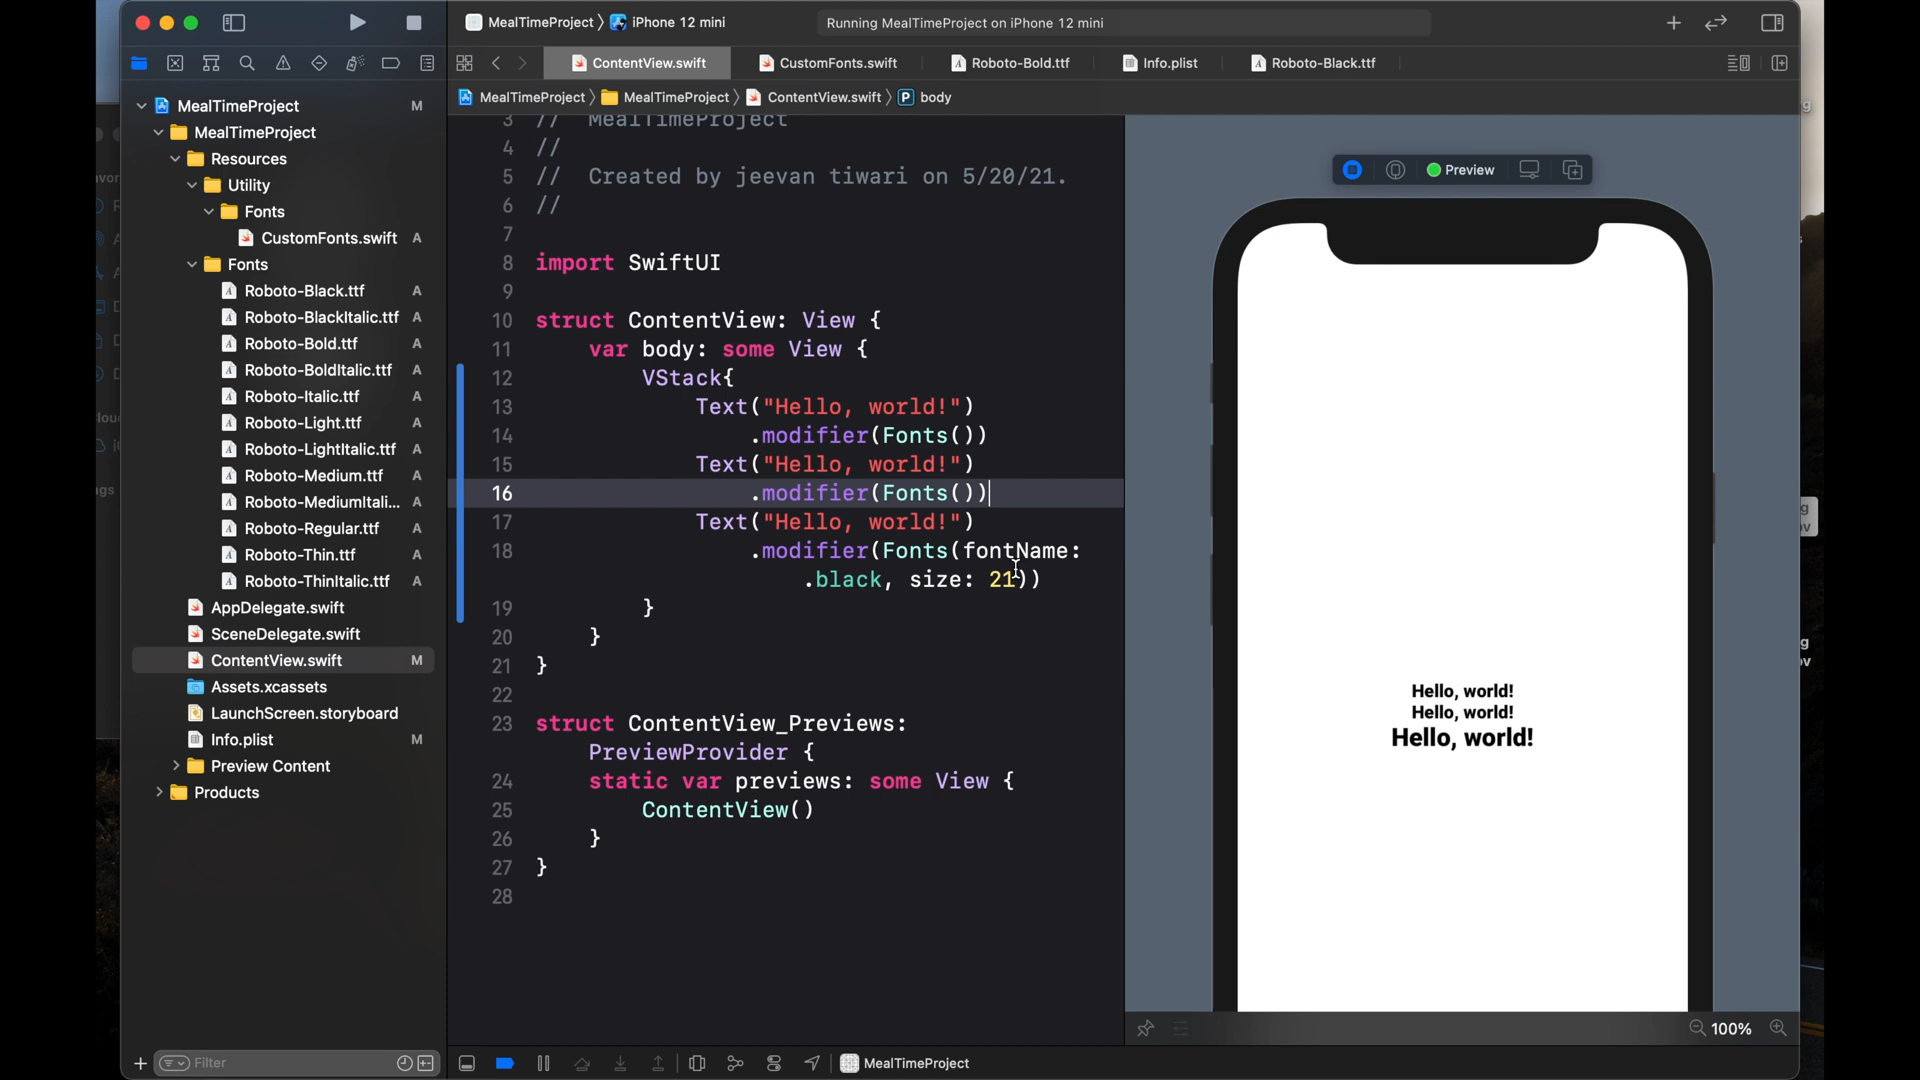 MealTimeProject 〉 iPhone 12 mini
Running MealTimeProject on iPhone 12 mini
ContentView.swift
CustomFonts.swift
Roboto-Bold.ttf
Info.plist
Roboto-Black.ttf
MealTimeProject 〉 MealTimeProject 〉 ContentView.swift 〉 P body
MealTimeProject M
MealTimeProject
Resources
Utility
Fonts
CustomFonts.swift A
Fonts
Roboto-Black.ttf A
Roboto-BlackItalic.ttf A
Roboto-Bold.ttf A
Roboto-BoldItalic.ttf A
Roboto-Italic.ttf A
Roboto-Light.ttf A
Roboto-LightItalic.ttf A
Roboto-Medium.ttf A
Roboto-MediumItali... A
Roboto-Regular.ttf A
Roboto-Thin.ttf A
Roboto-ThinItalic.ttf A
AppDelegate.swift
SceneDelegate.swift
ContentView.swift M
Assets.xcassets
LaunchScreen.storyboard
Info.plist M
Preview Content
Products
Filter
3 // MealTimeProject
4 //
5 // Created by jeevan tiwari on 5/20/21.
6 //
7
8 import SwiftUI
9
10 struct ContentView: View {
11 var body: some View {
12 VStack{
13 Text("Hello, world!")
14 .modifier(Fonts())
15 Text("Hello, world!")
16 .modifier(Fonts())
17 Text("Hello, world!")
18 .modifier(Fonts(fontName:
.black, size: 21))
19 }
20 }
21 }
22
23 struct ContentView_Previews:
PreviewProvider {
24 static var previews: some View {
25 ContentView()
26 }
27 }
28
Preview
Hello, world!
Hello, world!
Hello, world!
100%
MealTimeProject